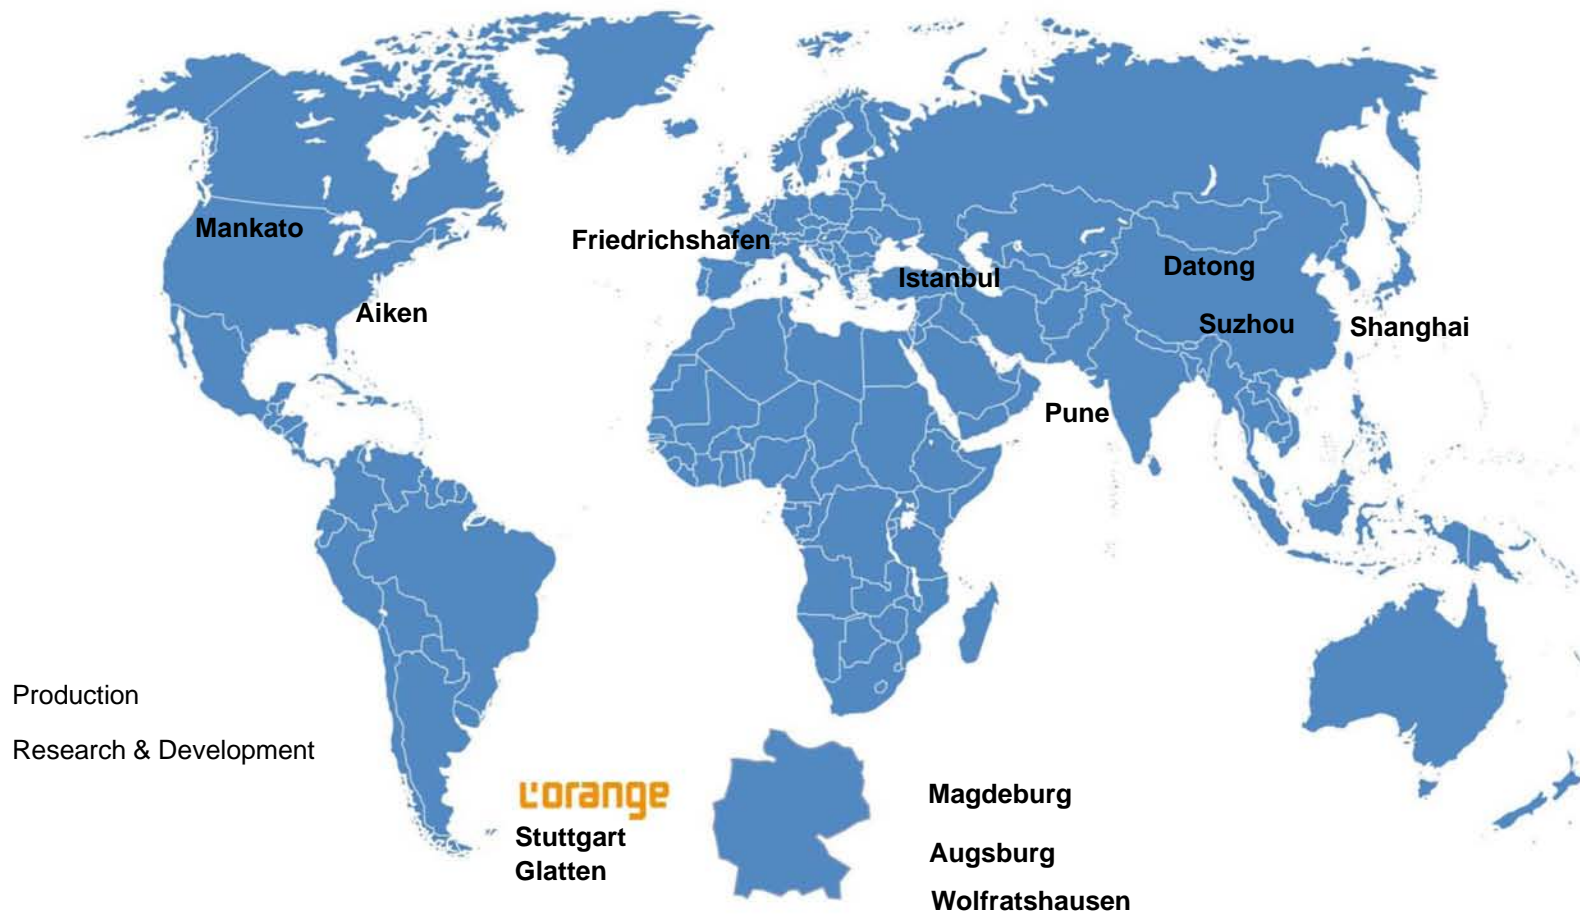 Mankato
Friedrichshafen
Istanbul
Datong
Aiken
Suzhou
Shanghai
Pune
Production
Research & Development
L'orange
Stuttgart
Glatten
Magdeburg
Augsburg
Wolfratshausen